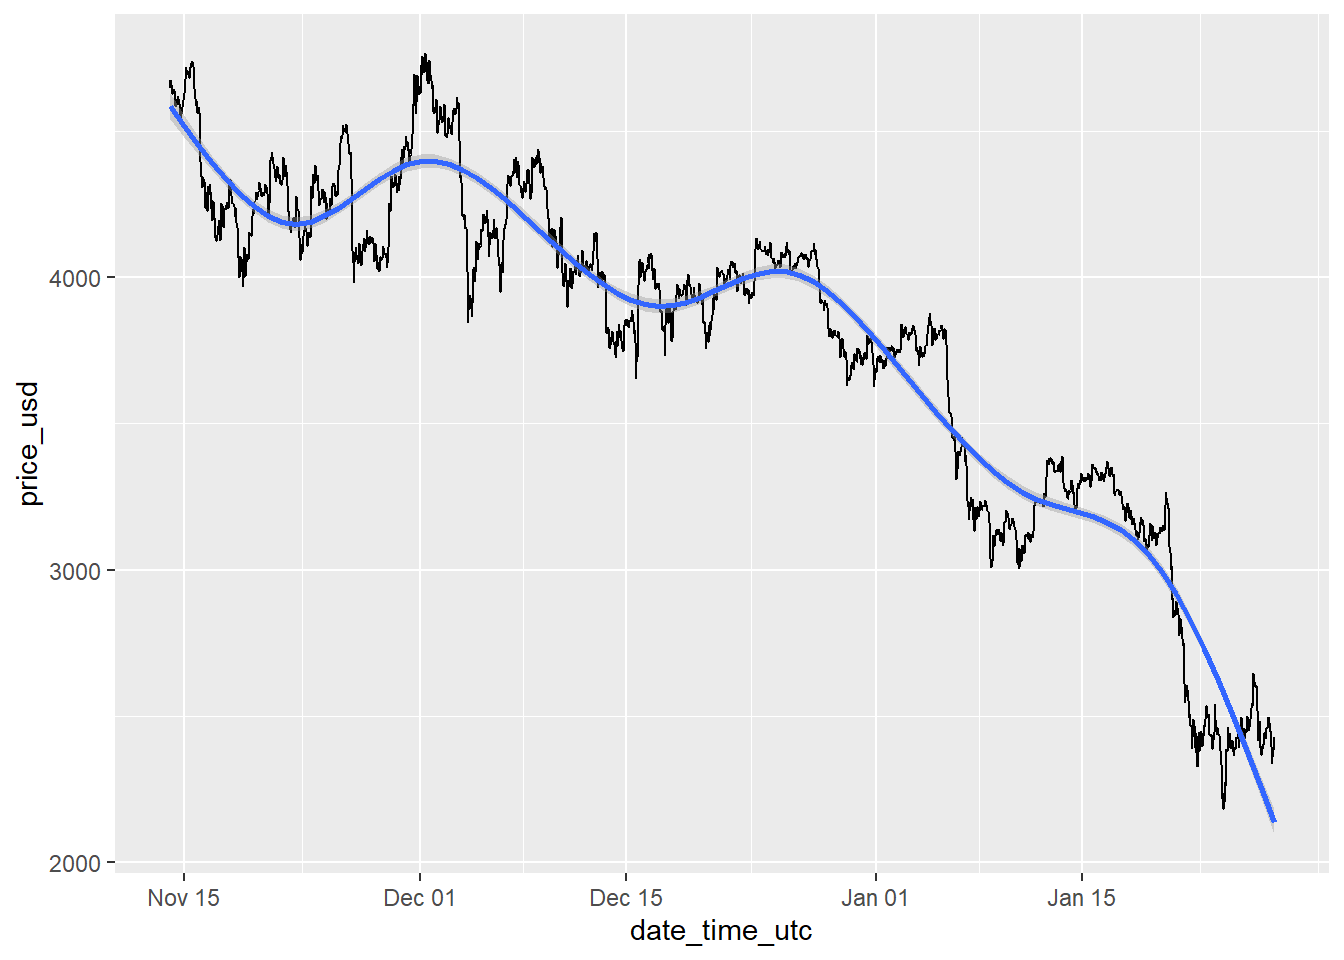 price_usd
4000
3000
2000
Nov 15
Dec 01
Dec 15
Jan 01
Jan 15
date_time_utc